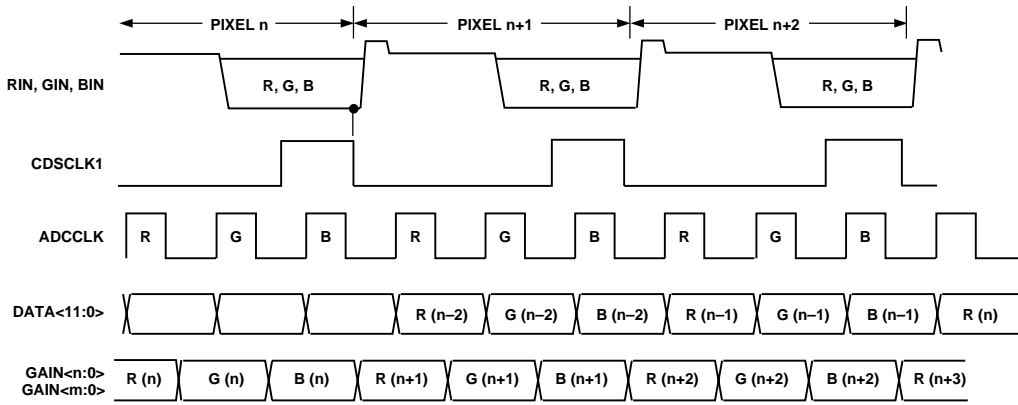 PIXEL n PIXEL n+1 PIXEL n+2
RIN, GIN, BIN R, G, B R, G, B R, G, B
CDSCLK1
ADCCLK R G B R G B R G B
DATA<11:0> R (n–2) G (n–2) B (n–2) R (n–1) G (n–1) B (n–1) R (n)
GAIN<n:0>
GAIN<m:0> R (n) G (n) B (n) R (n+1) G (n+1) B (n+1) R (n+2) G (n+2) B (n+2) R (n+3)